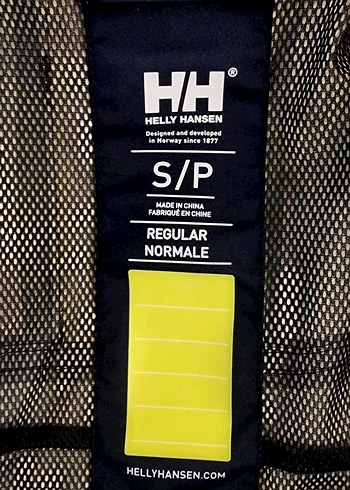 HH®
HELLY HANSEN
Designed and developed
in Norway since 1877
S/P
MADE IN CHINA
FABRIQUÉ EN CHINE
REGULAR
NORMALE
HELLYHANSEN.COM